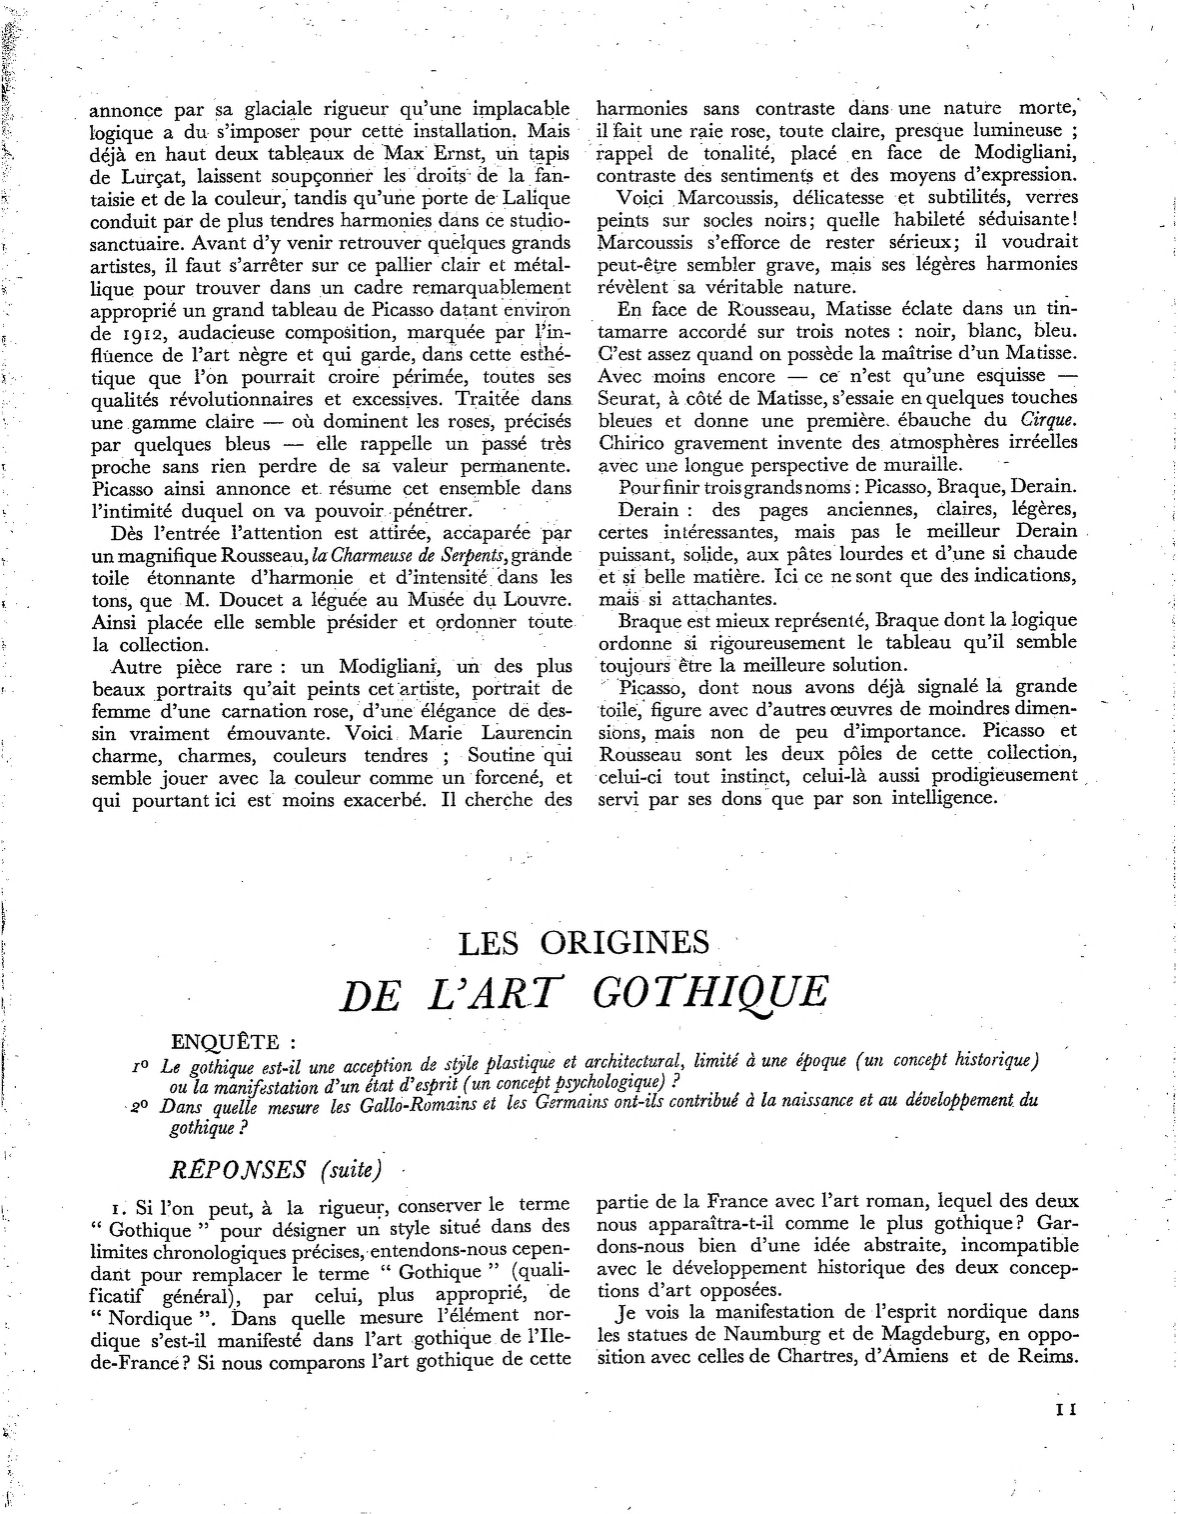 annonce par sa glaciale rigueur qu'une implacable
logique a du s'imposer pour cette installation. Mais
déjà en haut deux tableaux de Max Ernst, un tapis
de Lurçat, laissent soupçonner les droits de la fan-
taisie et de la couleur, tandis qu'une porte de Lalique
conduit par de plus tendres harmonies dans ce studio-
sanctuaire. Avant d'y venir retrouver quelques grands
artistes, il faut s'arrêter sur ce pallier clair et métal-
lique pour trouver dans un cadre remarquablement
approprié un grand tableau de Picasso datant environ
de 1912, audacieuse composition, marquée par l'in-
fluence de l'art nègre et qui garde, dans cette esthé-
tique que l'on pourrait croire périmée, toutes ses
qualités révolutionnaires et excessives. Traitée dans
une gamme claire — où dominent les roses, précisés
par quelques bleus — elle rappelle un passé très
proche sans rien perdre de sa valeur permanente.
Picasso ainsi annonce et résume cet ensemble dans
l'intimité duquel on va pouvoir pénétrer.
Dès l'entrée l'attention est attirée, accaparée par
un magnifique Rousseau, la Charmeuse de Serpents, grande
toile étonnante d'harmonie et d'intensité dans les
tons, que M. Doucet a léguée au Musée du Louvre.
Ainsi placée elle semble présider et ordonner toute
la collection.
Autre pièce rare : un Modigliani, un des plus
beaux portraits qu'ait peints cet artiste, portrait de
femme d'une carnation rose, d'une élégance de des-
sin vraiment émouvante. Voici Marie Laurencin
charme, charmes, couleurs tendres ; Soutine qui
semble jouer avec la couleur comme un forcené, et
qui pourtant ici est moins exacerbé. Il cherche des
harmonies sans contraste dans une nature morte,
il fait une raie rose, toute claire, presque lumineuse ;
rappel de tonalité, placé en face de Modigliani,
contraste des sentiments et des moyens d'expression.
Voici Marcoussis, délicatesse et subtilités, verres
peints sur socles noirs; quelle habileté séduisante!
Marcoussis s'efforce de rester sérieux; il voudrait
peut-être sembler grave, mais ses légères harmonies
révèlent sa véritable nature.
En face de Rousseau, Matisse éclate dans un tin-
tamarre accordé sur trois notes : noir, blanc, bleu.
C'est assez quand on possède la maîtrise d'un Matisse.
Avec moins encore — ce n'est qu'une esquisse —
Seurat, à côté de Matisse, s'essaie en quelques touches
bleues et donne une première ébauche du Cirque.
Chirico gravement invente des atmosphères irréelles
avec une longue perspective de muraille.
Pour finir trois grands noms : Picasso, Braque, Derain.
Derain : des pages anciennes, claires, légères,
certes intéressantes, mais pas le meilleur Derain
puissant, solide, aux pâtes lourdes et d'une si chaude
et si belle matière. Ici ce ne sont que des indications,
mais si attachantes.
Braque est mieux représenté, Braque dont la logique
ordonne si rigoureusement le tableau qu'il semble
toujours être la meilleure solution.
Picasso, dont nous avons déjà signalé la grande
toile, figure avec d'autres œuvres de moindres dimen-
sions, mais non de peu d'importance. Picasso et
Rousseau sont les deux pôles de cette collection,
celui-ci tout instinct, celui-là aussi prodigieusement
servi par ses dons que par son intelligence.
LES ORIGINES
DE L'ART GOTHIQUE
ENQUÊTE :
1º Le gothique est-il une acception de style plastique et architectural, limité à une époque (un concept historique)
ou la manifestation d'un état d'esprit (un concept psychologique) ?
2º Dans quelle mesure les Gallo-Romains et les Germains ont-ils contribué à la naissance et au développement du
gothique ?
RÉPONSES (suite)
1. Si l'on peut, à la rigueur, conserver le terme
“ Gothique ” pour désigner un style situé dans des
limites chronologiques précises, entendons-nous cepen-
dant pour remplacer le terme “ Gothique ” (quali-
ficatif général), par celui, plus approprié, de
“ Nordique ”. Dans quelle mesure l'élément nor-
dique s'est-il manifesté dans l'art gothique de l'Ile-
de-France? Si nous comparons l'art gothique de cette
partie de la France avec l'art roman, lequel des deux
nous apparaîtra-t-il comme le plus gothique? Gar-
dons-nous bien d'une idée abstraite, incompatible
avec le développement historique des deux concep-
tions d'art opposées.
Je vois la manifestation de l'esprit nordique dans
les statues de Naumburg et de Magdeburg, en oppo-
sition avec celles de Chartres, d'Amiens et de Reims.
11